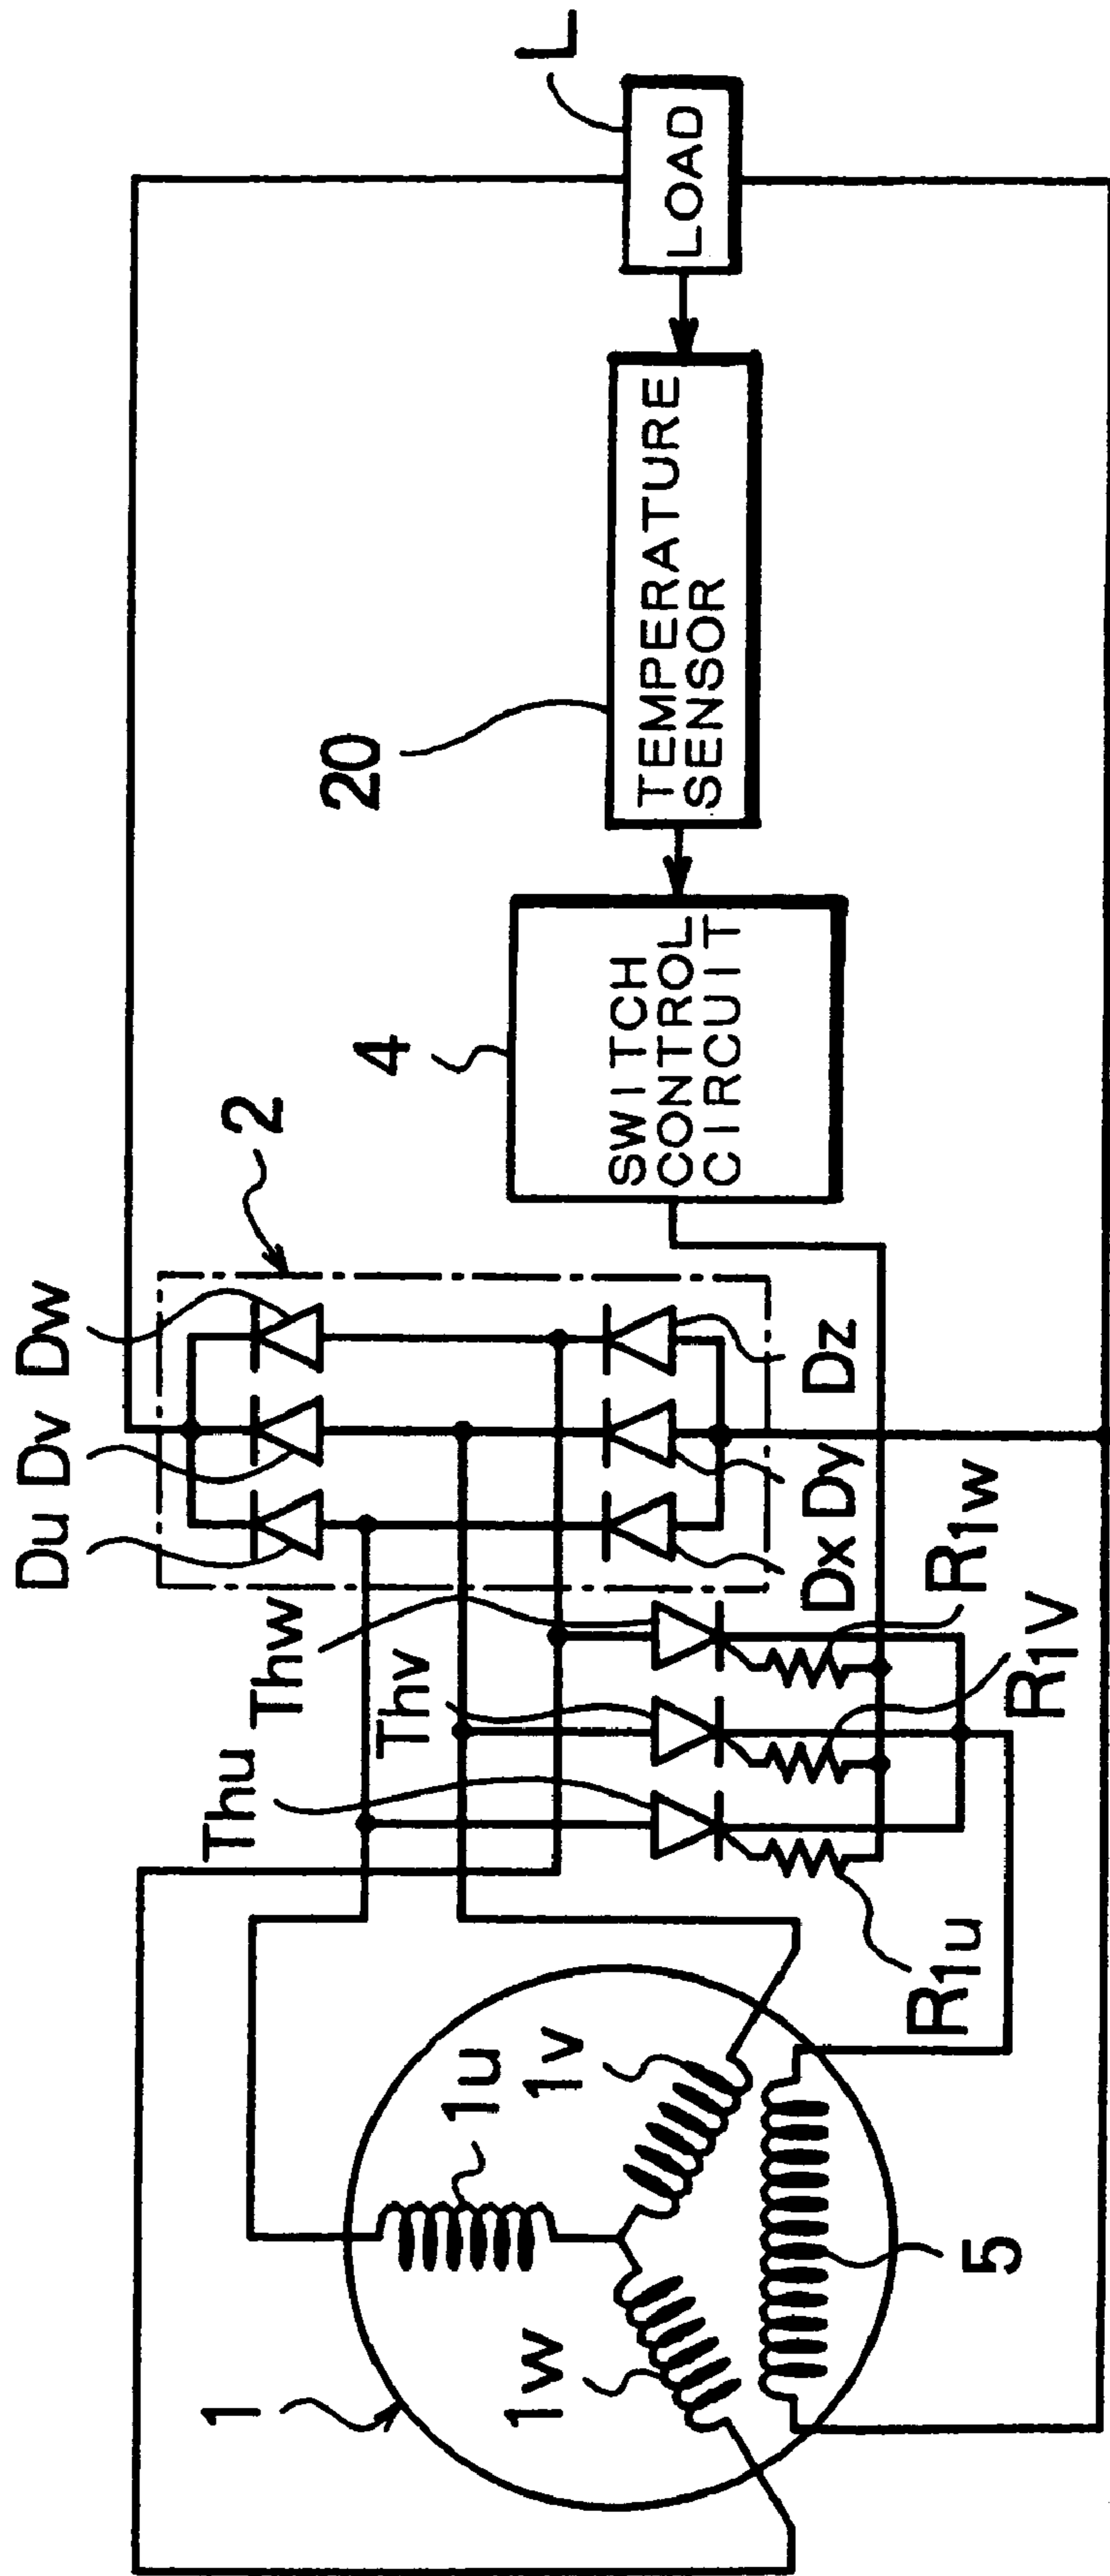 1
1u
1v
1w
5
Thu
Thv
Thw
R1u
R1V
R1w
Du
Dv
Dw
Dx
Dy
Dz
2
4
SWITCH
CONTROL
CIRCUIT
20
TEMPERATURE
SENSOR
LOAD
L